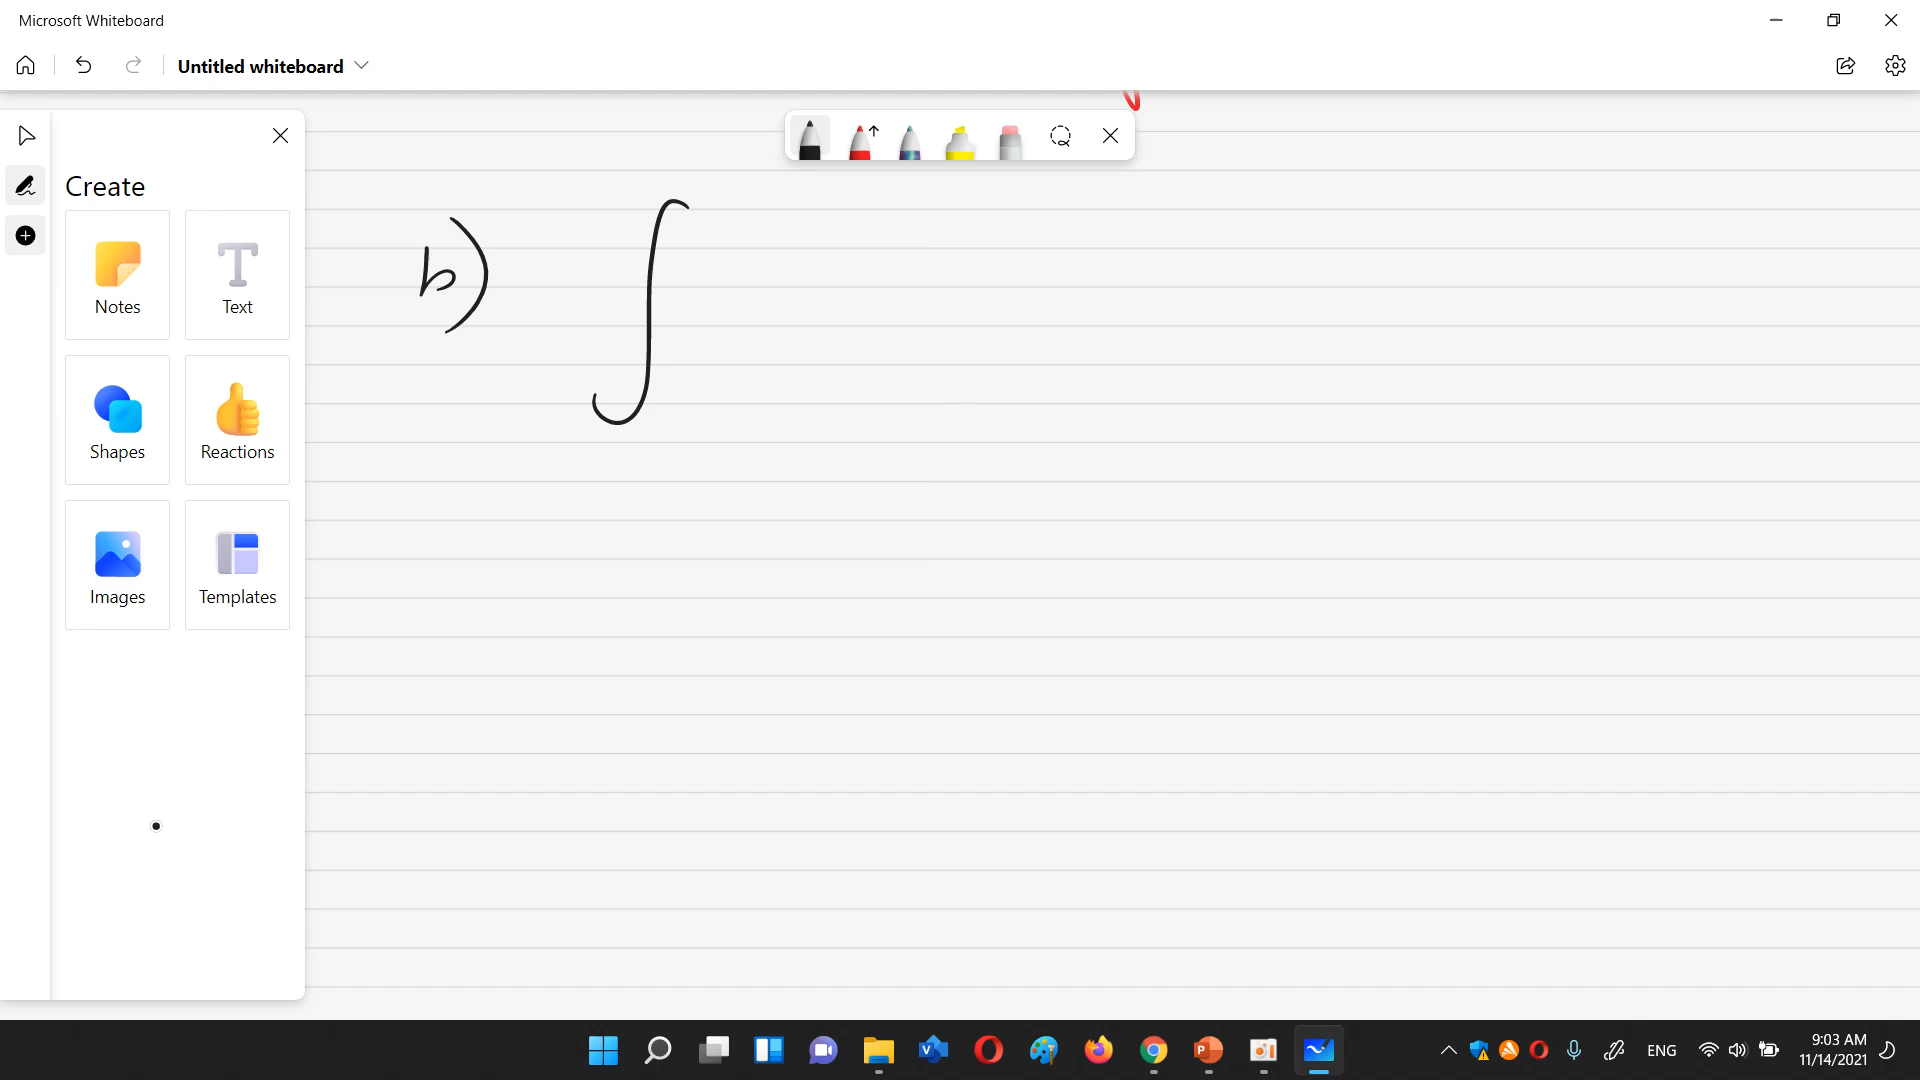 Microsoft Whiteboard
Untitled whiteboard
Create
b) ∫
Notes Text
Shapes Reactions
Images Templates
ENG 9:03 AM
11/14/2021